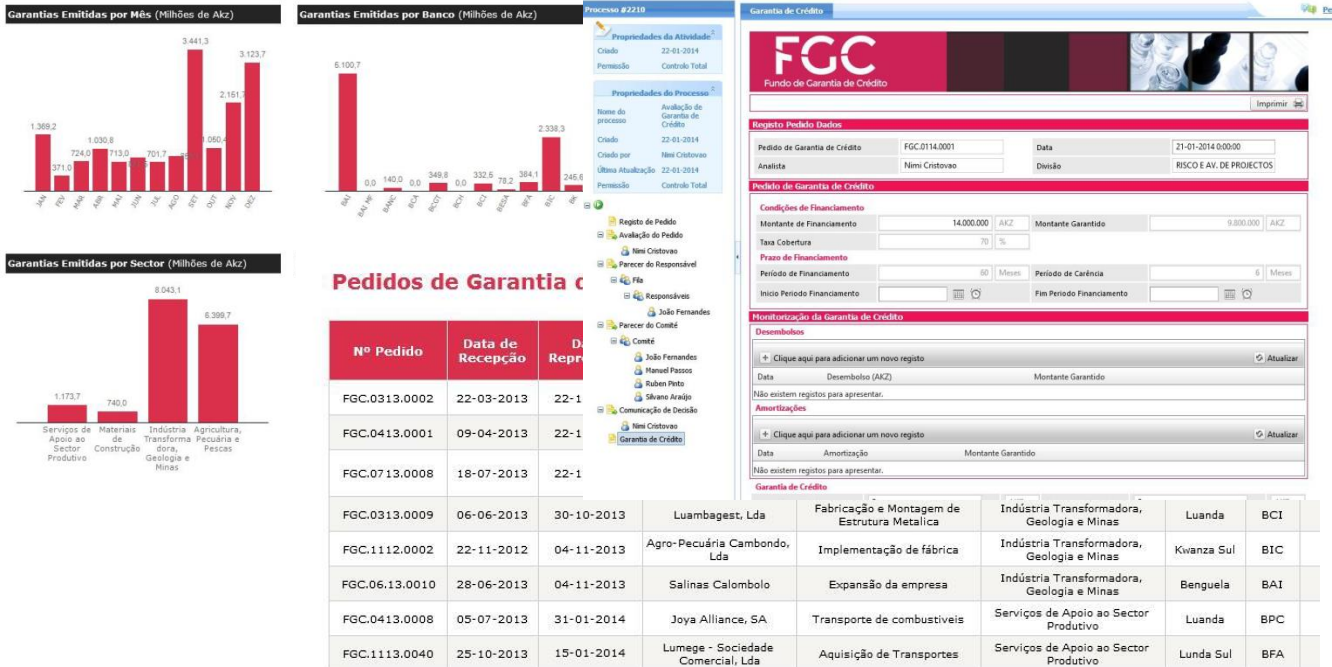 Garantias Emitidas por Mês (Milhões de Akz)
3.441,3
3.123,7
2.161,7
1.369,2
1.030,8
1.050,4
724,0
713,0
701,7
371,0
JAN
FEV
MAR
ABR
MAI
JUN
JUL
AGO
SET
OUT
NOV
DEZ
Garantias Emitidas por Banco (Milhões de Akz)
6.100,7
2.338,3
0,0
140,0
0,0
349,8
0,0
332,5
78,2
384,1
245,6
BAI
BAI MF
BANC
BCA
BCGT
BCH
BCI
BESA
BFA
BIC
BK
Garantias Emitidas por Sector (Milhões de Akz)
8.043,1
6.399,7
1.173,7
740,0
Serviços de Apoio ao Sector Produtivo
Materiais de Construção
Indústria Transforma dora, Geologia e Minas
Agricultura, Pecuária e Pescas
Processo #2210
Propriedades da Atividade
Criado 22-01-2014
Permissão Controlo Total
Propriedades do Processo
Nome do processo Avaliação de Garantia de Crédito
Criado 22-01-2014
Criado por Nimi Cristovao
Última Atualização 22-01-2014
Permissão Controlo Total
Registo de Pedido
Avaliação do Pedido
Nimi Cristovao
Parecer do Responsável
Fila
Responsáveis
João Fernandes
Parecer do Comité
Comité
João Fernandes
Manuel Passos
Ruben Pinto
Silvano Araújo
Comunicação de Decisão
Nimi Cristovao
Garantia de Crédito
Garantia de Crédito
Pe
FGC
Fundo de Garantia de Crédito
Imprimir
Registo Pedido Dados
Pedido de Garantia de Crédito FGC.0114.0001 Data 21-01-2014 0:00:00
Analista Nimi Cristovao Divisão RISCO E AV. DE PROJECTOS
Pedido de Garantia de Crédito
Condições de Financiamento
Montante de Financiamento 14.000.000 AKZ Montante Garantido 9.800.000 AKZ
Taxa Cobertura 70 %
Prazo de Financiamento
Período de Financiamento 60 Meses Período de Carência 6 Meses
Inicio Periodo Financiamento Fim Periodo Financiamento
Monitorização da Garantia de Crédito
Desembolsos
Clique aqui para adicionar um novo registo Atualizar
Data Desembolso (AKZ) Montante Garantido
Não existem registos para apresentar.
Amortizações
Clique aqui para adicionar um novo registo Atualizar
Data Amortização Montante Garantido
Não existem registos para apresentar.
Garantia de Crédito
Pedidos de Garantia
Nº Pedido Data de Recepção
FGC.0313.0002 22-03-2013 22-1
FGC.0413.0001 09-04-2013 22-1
FGC.0713.0008 18-07-2013 22-1
FGC.0313.0009 06-06-2013 30-10-2013 Luambagest, Lda Fabricação e Montagem de Estrutura Metalica Indústria Transformadora, Geologia e Minas Luanda BCI
FGC.1112.0002 22-11-2012 04-11-2013 Agro-Pecuária Cambondo, Lda Implementação de fábrica Indústria Transformadora, Geologia e Minas Kwanza Sul BIC
FGC.06.13.0010 28-06-2013 04-11-2013 Salinas Calombolo Expansão da empresa Indústria Transformadora, Geologia e Minas Benguela BAI
FGC.0413.0008 05-07-2013 31-01-2014 Joya Alliance, SA Transporte de combustiveis Serviços de Apoio ao Sector Produtivo Luanda BPC
FGC.1113.0040 25-10-2013 15-01-2014 Lumege - Sociedade Comercial, Lda Aquisição de Transportes Serviços de Apoio ao Sector Produtivo Lunda Sul BFA